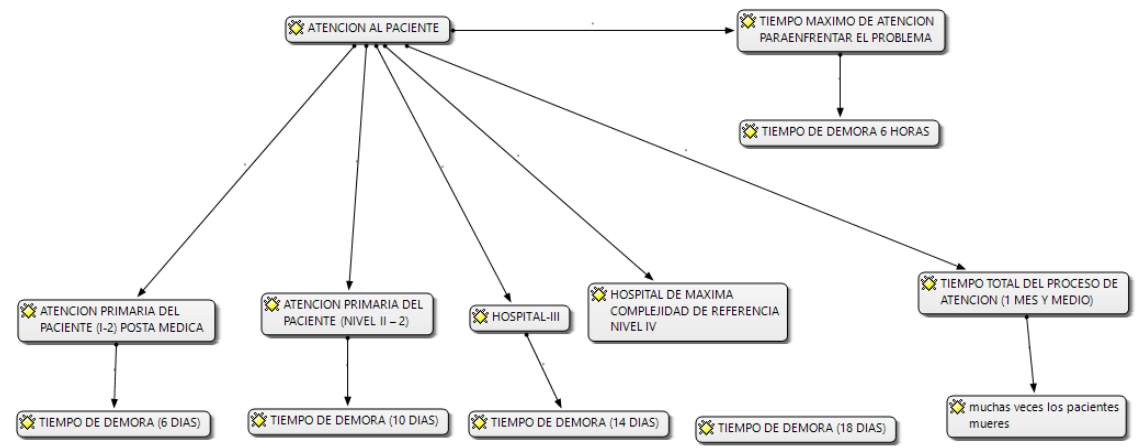 ATENCION AL PACIENTE
TIEMPO MAXIMO DE ATENCION
PARAENFRENTAR EL PROBLEMA
TIEMPO DE DEMORA 6 HORAS
ATENCION PRIMARIA DEL
PACIENTE (I-2) POSTA MEDICA
ATENCION PRIMARIA DEL
PACIENTE (NIVEL II – 2)
HOSPITAL-III
HOSPITAL DE MAXIMA
COMPLEJIDAD DE REFERENCIA
NIVEL IV
TIEMPO TOTAL DEL PROCESO DE
ATENCION (1 MES Y MEDIO)
TIEMPO DE DEMORA (6 DIAS)
TIEMPO DE DEMORA (10 DIAS)
TIEMPO DE DEMORA (14 DIAS)
TIEMPO DE DEMORA (18 DIAS)
muchas veces los pacientes
mueres